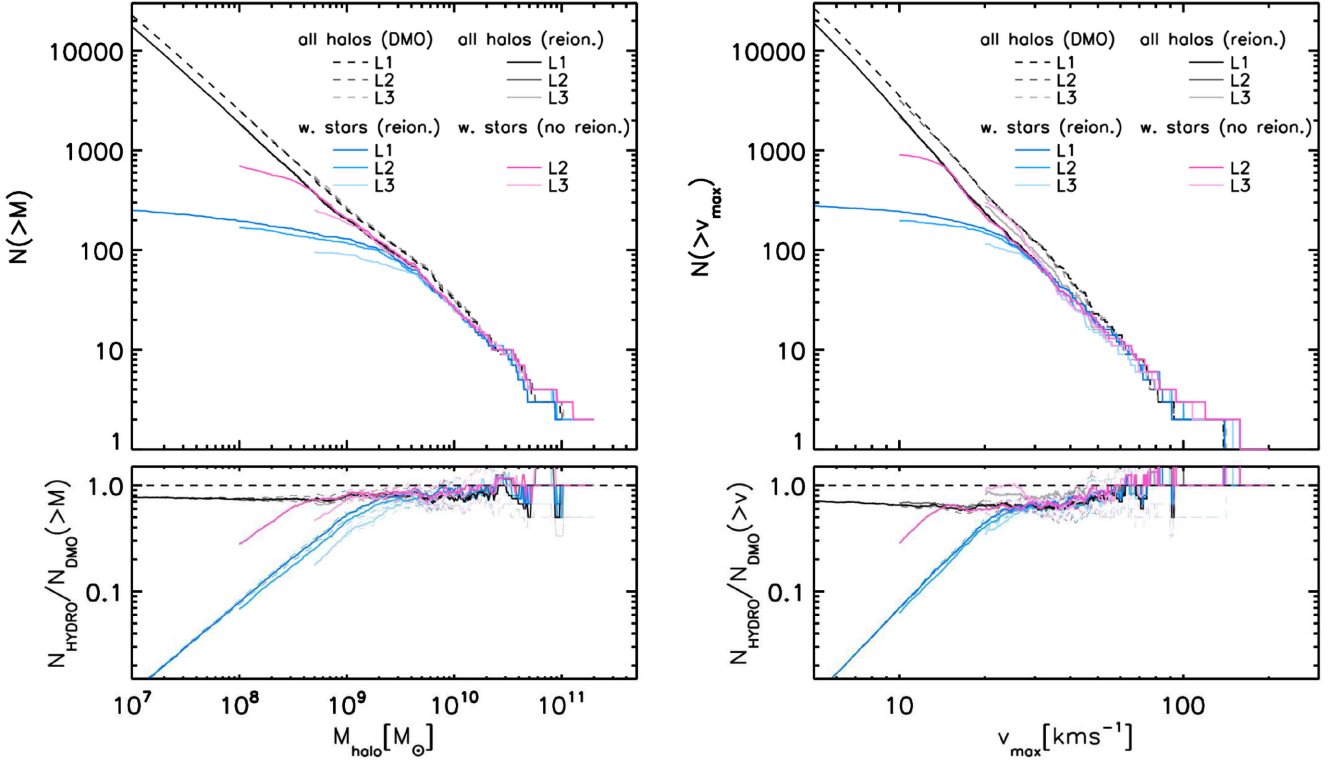 all halos (DMO) all halos (reion.)
L1 L1
L2 L2
L3 L3
w. stars (reion.) w. stars (no reion.)
L1
L2 L2
L3 L3
10000
1000
100
10
1
N(>M)
1.0
0.1
N_HYDRO/N_DMO(>M)
10^7 10^8 10^9 10^10 10^11
M_halo[M_⊙]
all halos (DMO) all halos (reion.)
L1 L1
L2 L2
L3 L3
w. stars (reion.) w. stars (no reion.)
L1
L2 L2
L3 L3
10000
1000
100
10
1
N(>v_max)
1.0
0.1
N_HYDRO/N_DMO(>v)
10 100
v_max[kms^-1]